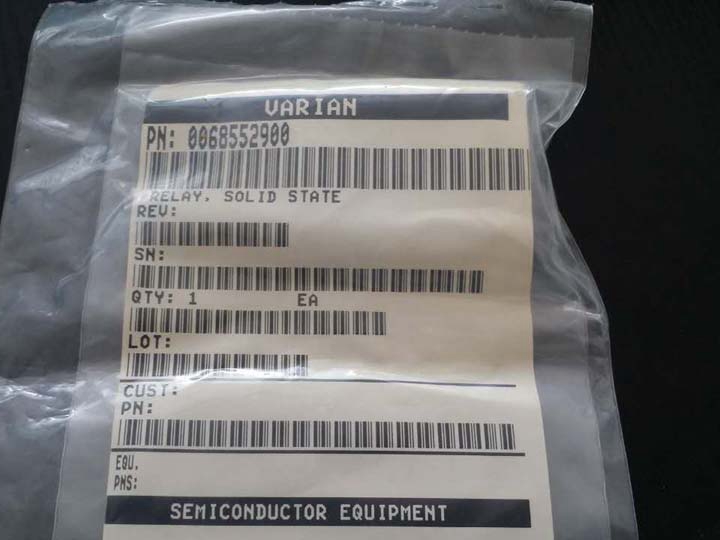 VARIAN
PN: 0068552900
RELAY, SOLID STATE
REV:
SN:
QTY: 1 EA
LOT:
CUST:
PN:
EQU.
PNS:
SEMICONDUCTOR EQUIPMENT